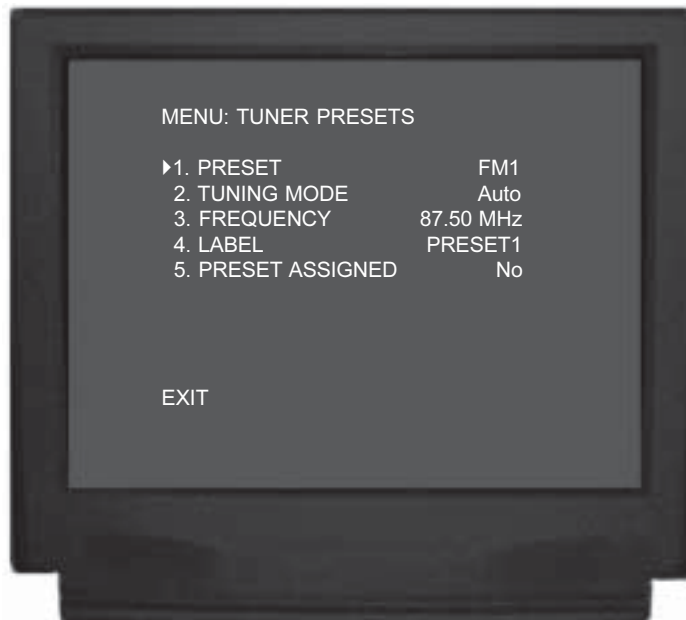 MENU: TUNER PRESETS
▶1. PRESET FM1
2. TUNING MODE Auto
3. FREQUENCY 87.50 MHz
4. LABEL PRESET1
5. PRESET ASSIGNED No
EXIT